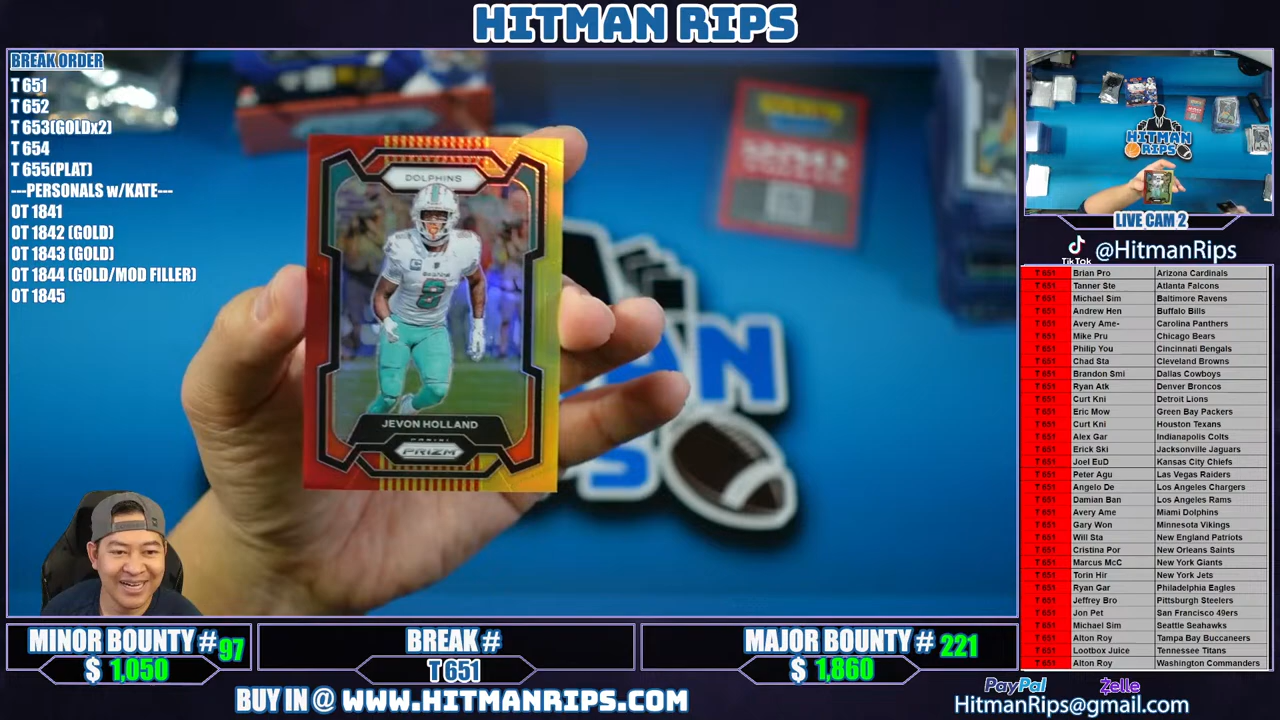 HITMAN RIPS
BREAK ORDER
T 651
T 652
T 653(GOLDx2)
T 654
T 655(PLAT)
---PERSONALS w/KATE---
OT 1841
OT 1842 (GOLD)
OT 1843 (GOLD)
OT 1844 (GOLD/MOD FILLER)
OT 1845
DOLPHINS
8
JEVON HOLLAND
PANINI
PRIZM
HITMAN
RIPS
LIVE CAM 2
TikTok
@HitmanRips
T 651 Brian Pro Arizona Cardinals
T 651 Tanner Ste Atlanta Falcons
T 651 Michael Sim Baltimore Ravens
T 651 Andrew Hen Buffalo Bills
T 651 Avery Ame- Carolina Panthers
T 651 Mike Pru Chicago Bears
T 651 Philip You Cincinnati Bengals
T 651 Chad Sta Cleveland Browns
T 651 Brandon Smi Dallas Cowboys
T 651 Ryan Atk Denver Broncos
T 651 Curt Kni Detroit Lions
T 651 Eric Mow Green Bay Packers
T 651 Curt Kni Houston Texans
T 651 Alex Gar Indianapolis Colts
T 651 Erick Ski Jacksonville Jaguars
T 651 Joel EuD Kansas City Chiefs
T 651 Peter Agu Las Vegas Raiders
T 651 Angelo De Los Angeles Chargers
T 651 Damian Ban Los Angeles Rams
T 651 Avery Ame Miami Dolphins
T 651 Gary Won Minnesota Vikings
T 651 Will Sta New England Patriots
T 651 Cristina Por New Orleans Saints
T 651 Marcus McC New York Giants
T 651 Torin Hir New York Jets
T 651 Ryan Gar Philadelphia Eagles
T 651 Jeffrey Bro Pittsburgh Steelers
T 651 Jon Pet San Francisco 49ers
T 651 Michael Sim Seattle Seahawks
T 651 Alton Roy Tampa Bay Buccaneers
T 651 Lootbox Juice Tennessee Titans
T 651 Alton Roy Washington Commanders
MINOR BOUNTY # 97
$ 1,050
BREAK #
T 651
MAJOR BOUNTY # 221
$ 1,860
BUY IN @ WWW.HITMANRIPS.COM
PayPal Zelle
HitmanRips@gmail.com